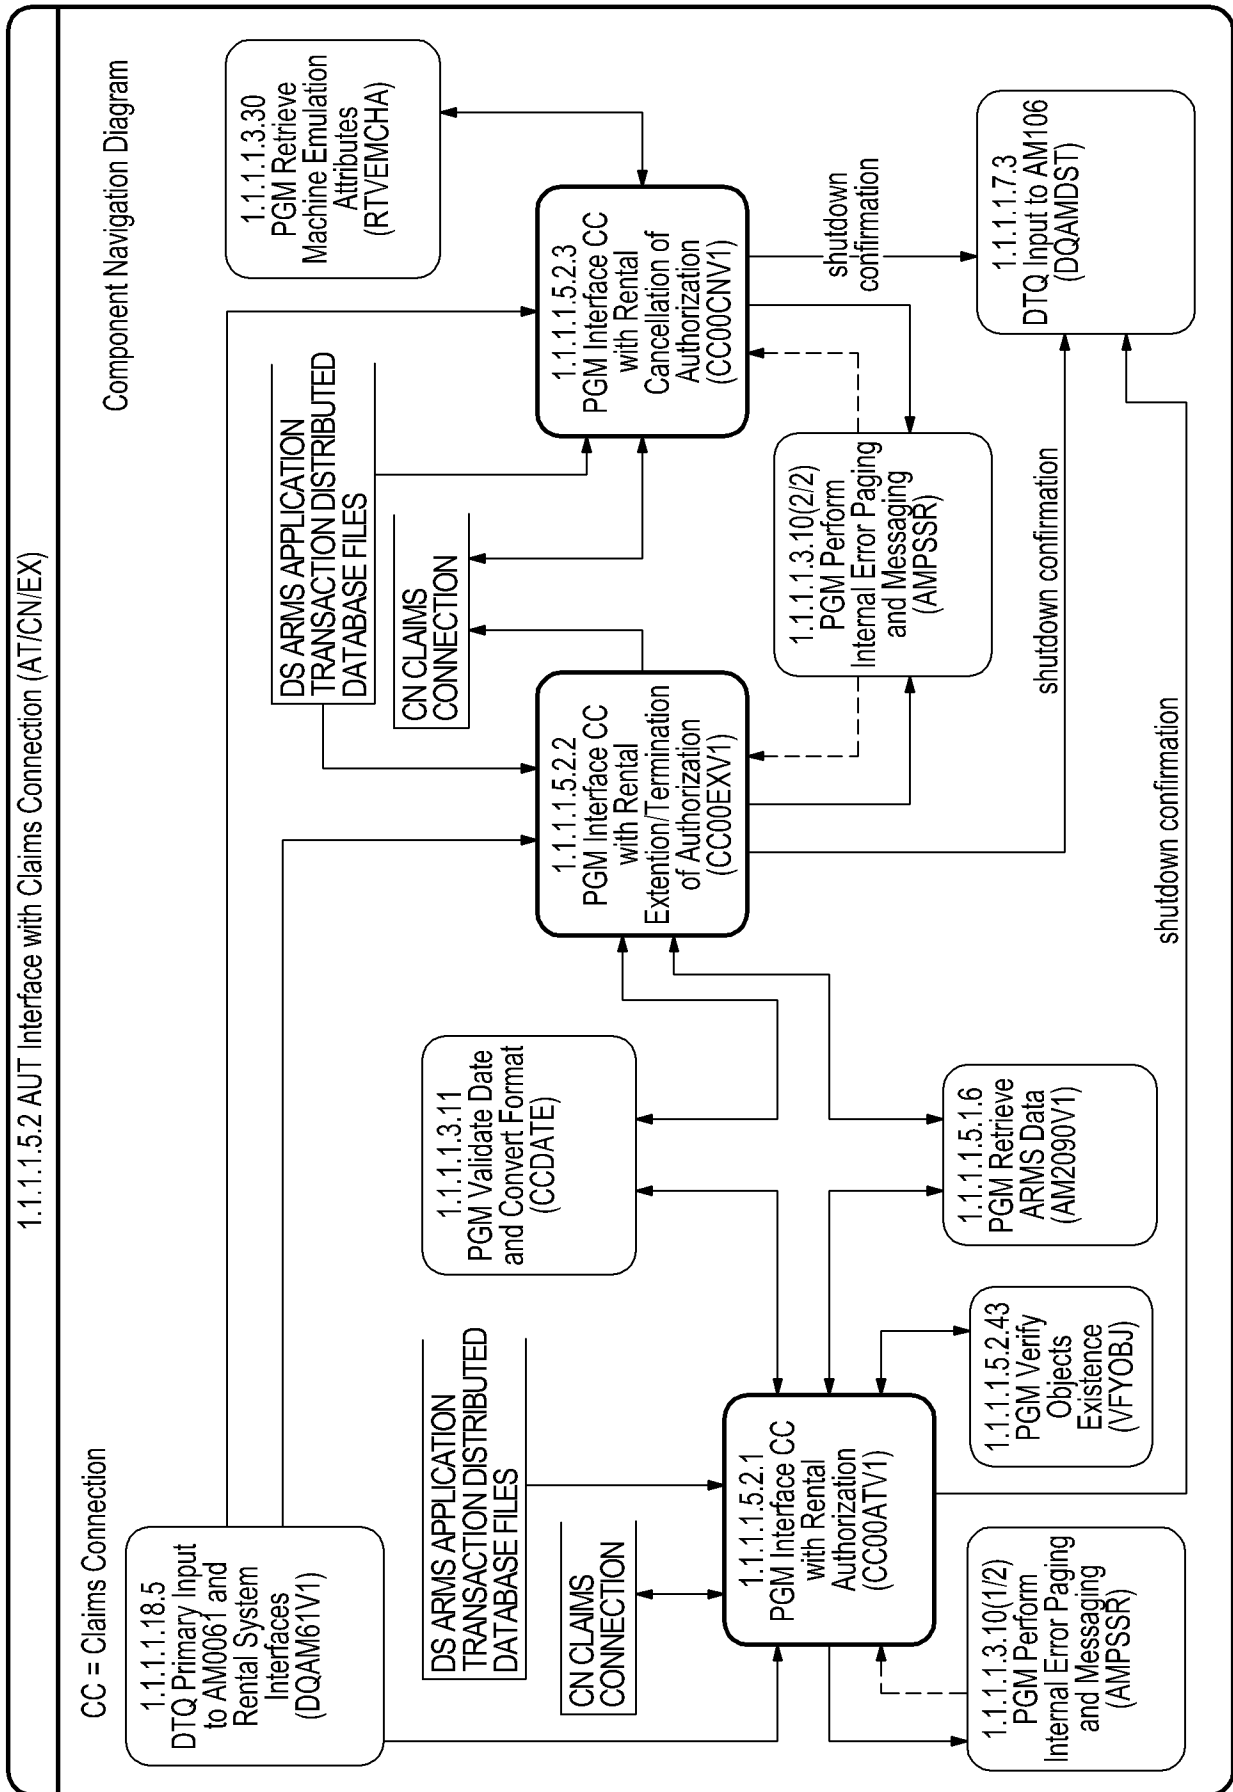 1.1.1.1.5.2 AUT Interface with Claims Connection (AT/CN/EX)
CC = Claims Connection
Component Navigation Diagram
1.1.1.1.18.5
DTQ Primary Input
to AM0061 and
Rental System
Interfaces
(DQAM61V1)
1.1.1.1.3.30
PGM Retrieve
Machine Emulation
Attributes
(RTVEMCHA)
DS ARMS APPLICATION
TRANSACTION DISTRIBUTED
DATABASE FILES
CN CLAIMS
CONNECTION
DS ARMS APPLICATION
TRANSACTION DISTRIBUTED
DATABASE FILES
CN CLAIMS
CONNECTION
1.1.1.1.3.11
PGM Validate Date
and Convert Format
(CCDATE)
1.1.1.1.5.2.2
PGM Interface CC
with Rental
Extention/Termination
of Authorization
(CC00EXV1)
1.1.1.1.5.2.3
PGM Interface CC
with Rental
Cancellation of
Authorization
(CC00CNV1)
1.1.1.1.5.2.1
PGM Interface CC
with Rental
Authorization
(CC00ATV1)
1.1.1.1.3.10(2/2)
PGM Perform
Internal Error Paging
and Messaging
(AMPSSR)
shutdown
confirmation
1.1.1.1.3.10(1/2)
PGM Perform
Internal Error Paging
and Messaging
(AMPSSR)
1.1.1.1.5.2.43
PGM Verify
Objects
Existence
(VFYOBJ)
1.1.1.1.5.1.6
PGM Retrieve
ARMS Data
(AM2090V1)
1.1.1.1.7.3
DTQ Input to AM106
(DQAMDST)
shutdown confirmation
shutdown confirmation